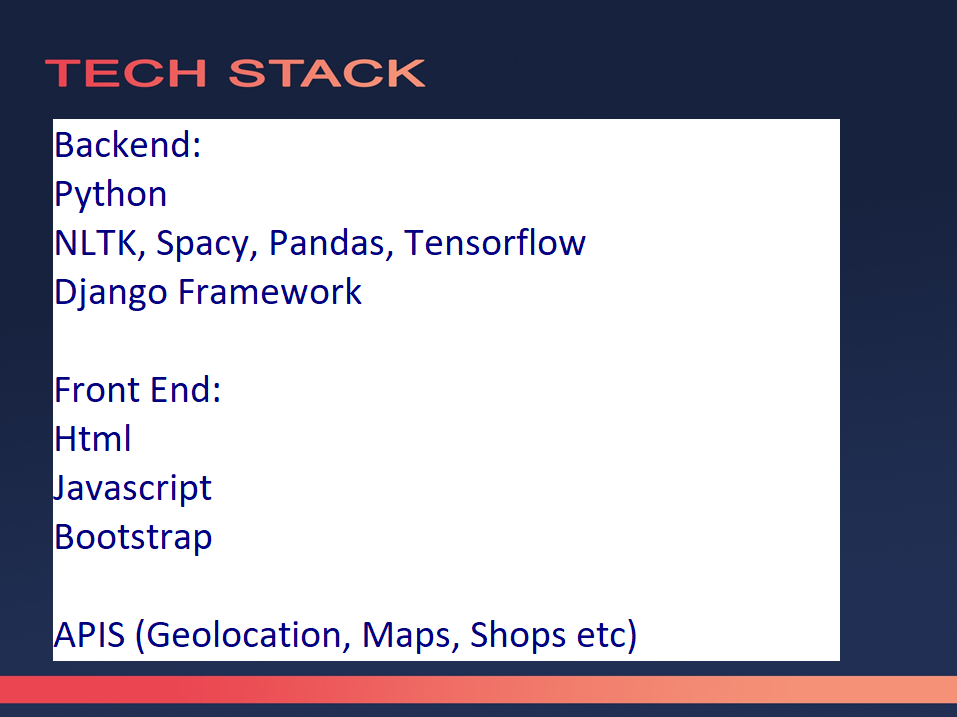 TECH STACK
Backend:
Python
NLTK, Spacy, Pandas, Tensorflow
Django Framework
Front End:
Html
Javascript
Bootstrap
APIS (Geolocation, Maps, Shops etc)